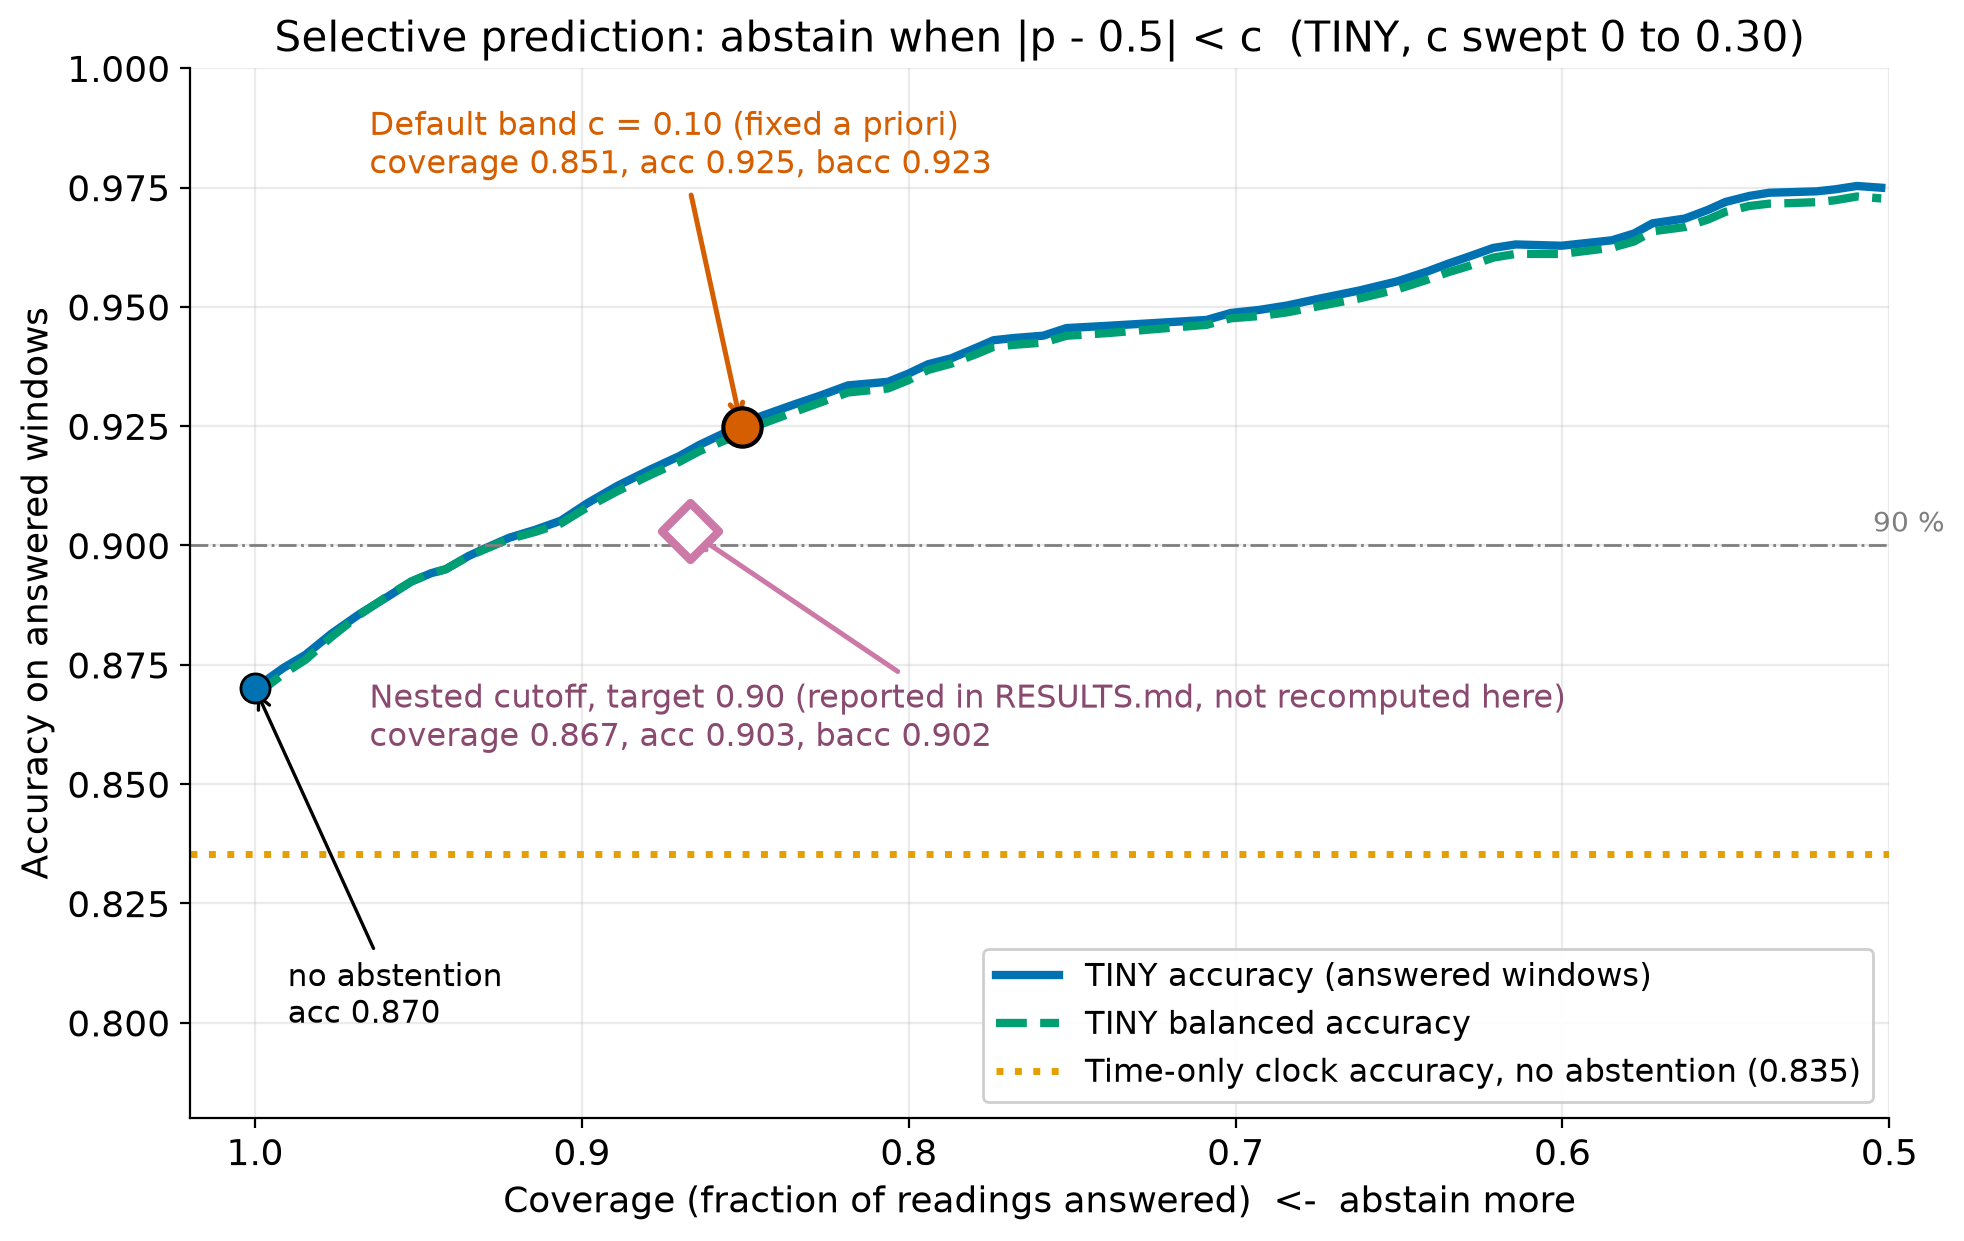 Selective prediction: abstain when |p - 0.5| < c  (TINY, c swept 0 to 0.30)
1.000
0.975
0.950
0.925
0.900
0.875
0.850
0.825
0.800
Accuracy on answered windows
Default band c = 0.10 (fixed a priori)
coverage 0.851, acc 0.925, bacc 0.923
90 %
Nested cutoff, target 0.90 (reported in RESULTS.md, not recomputed here)
coverage 0.867, acc 0.903, bacc 0.902
no abstention
acc 0.870
TINY accuracy (answered windows)
TINY balanced accuracy
Time-only clock accuracy, no abstention (0.835)
1.0 0.9 0.8 0.7 0.6 0.5
Coverage (fraction of readings answered)  <-  abstain more